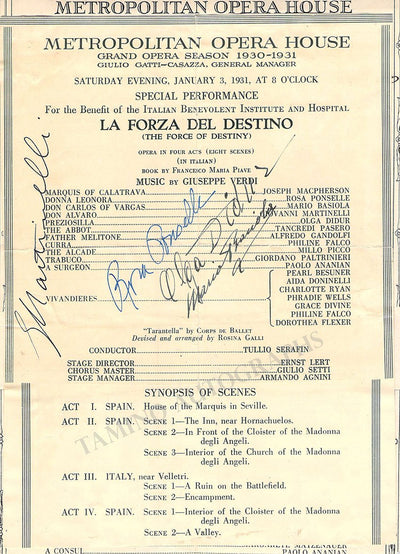 METROPOLITAN OPERA HOUSE
METROPOLITAN OPERA HOUSE
GRAND OPERA SEASON 1930-1931
GIULIO GATTI-CASAZZA, GENERAL MANAGER
SATURDAY EVENING, JANUARY 3, 1931, AT 8 O'CLOCK
SPECIAL PERFORMANCE
For the Benefit of the ITALIAN BENEVOLENT INSTITUTE AND HOSPITAL
LA FORZA DEL DESTINO
(THE FORCE OF DESTINY)
OPERA IN FOUR ACTS (EIGHT SCENES)
(IN ITALIAN)
BOOK BY FRANCESCO MARIA PIAVE
MUSIC BY GIUSEPPE VERDI
MARQUIS OF CALATRAVA JOSEPH MACPHERSON
DONNA LEONORA ROSA PONSELLE
DON CARLOS OF VARGAS MARIO BASIOLA
DON ALVARO GIOVANNI MARTINELLI
PREZIOSILLA OLGA DIDUR
THE ABBOT TANCREDI PASERO
FATHER MELITONE ALFREDO GANDOLFI
CURRA PHILINE FALCO
THE ALCADE MILLO PICCO
TRABUCO GIORDANO PALTRINIERI
A SURGEON PAOLO ANANIAN
VIVANDIERES PEARL BESUNER
AIDA DONINELLI
CHARLOTTE RYAN
PHRADIE WELLS
GRACE DIVINE
PHILINE FALCO
DOROTHEA FLEXER
Martinelli
Rosa Ponselle
Olga Didur
"Tarantella" by CORPS DE BALLET
Devised and arranged by ROSINA GALLI
CONDUCTOR TULLIO SERAFIN
STAGE DIRECTOR ERNST LERT
CHORUS MASTER GIULIO SETTI
STAGE MANAGER ARMANDO AGNINI
TAMINO AUTOGRAPHS
SYNOPSIS OF SCENES
ACT I. SPAIN. House of the Marquis in Seville.
ACT II. SPAIN. SCENE 1—The Inn, near Hornachuelos.
SCENE 2—In Front of the Cloister of the Madonna
degli Angeli.
SCENE 3—Interior of the Church of the Madonna
degli Angeli.
ACT III. ITALY, near Velletri.
SCENE 1—A Ruin on the Battlefield.
SCENE 2—Encampment.
ACT IV. SPAIN. SCENE 1—Interior of the Cloister of the Madonna
degli Angeli.
SCENE 2—A Valley.
MATZENAUER
A CONSUL PAOLO ANANIAN